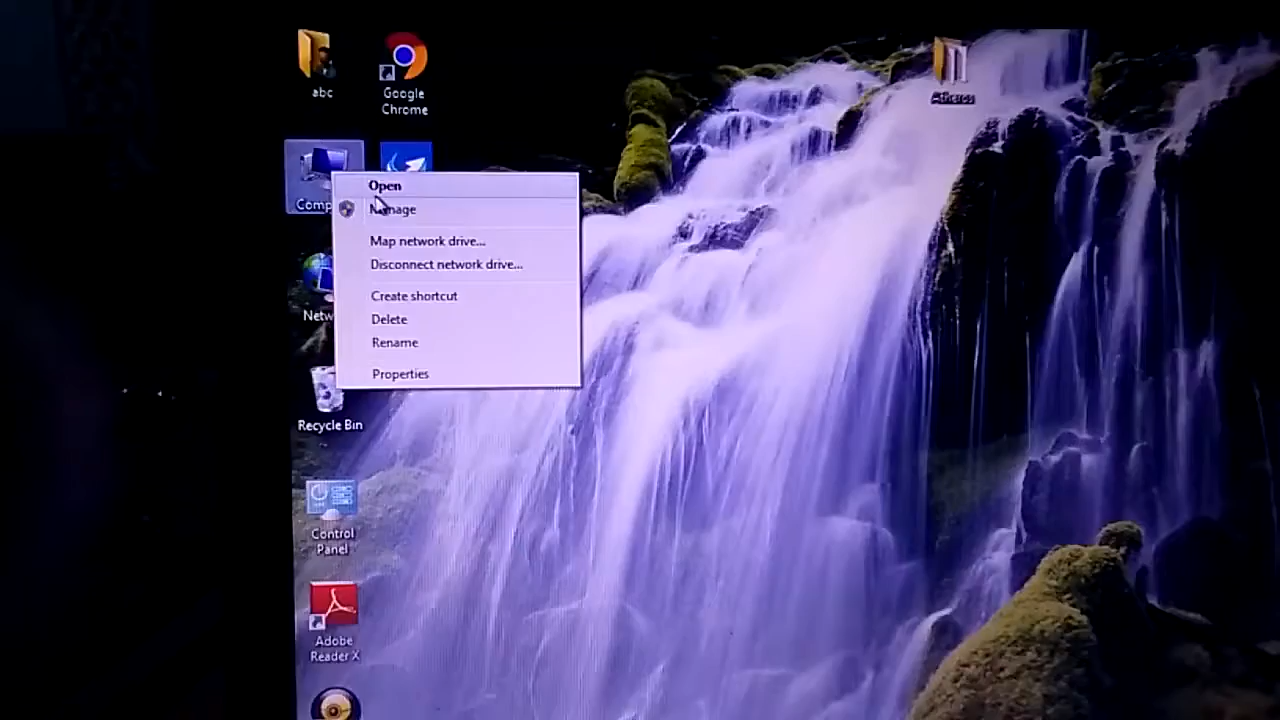 abc
Google
Chrome
Atheros
Comp
Open
Manage
Map network drive...
Disconnect network drive...
Create shortcut
Delete
Rename
Properties
Netw
Recycle Bin
Control
Panel
Adobe
Reader X